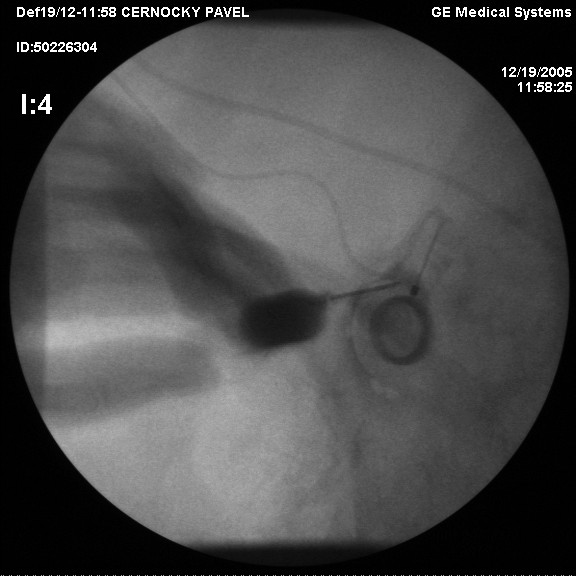 Def19/12-11:58 CERNOCKY PAVEL
GE Medical Systems
ID:50226304
12/19/2005
11:58:25
I:4